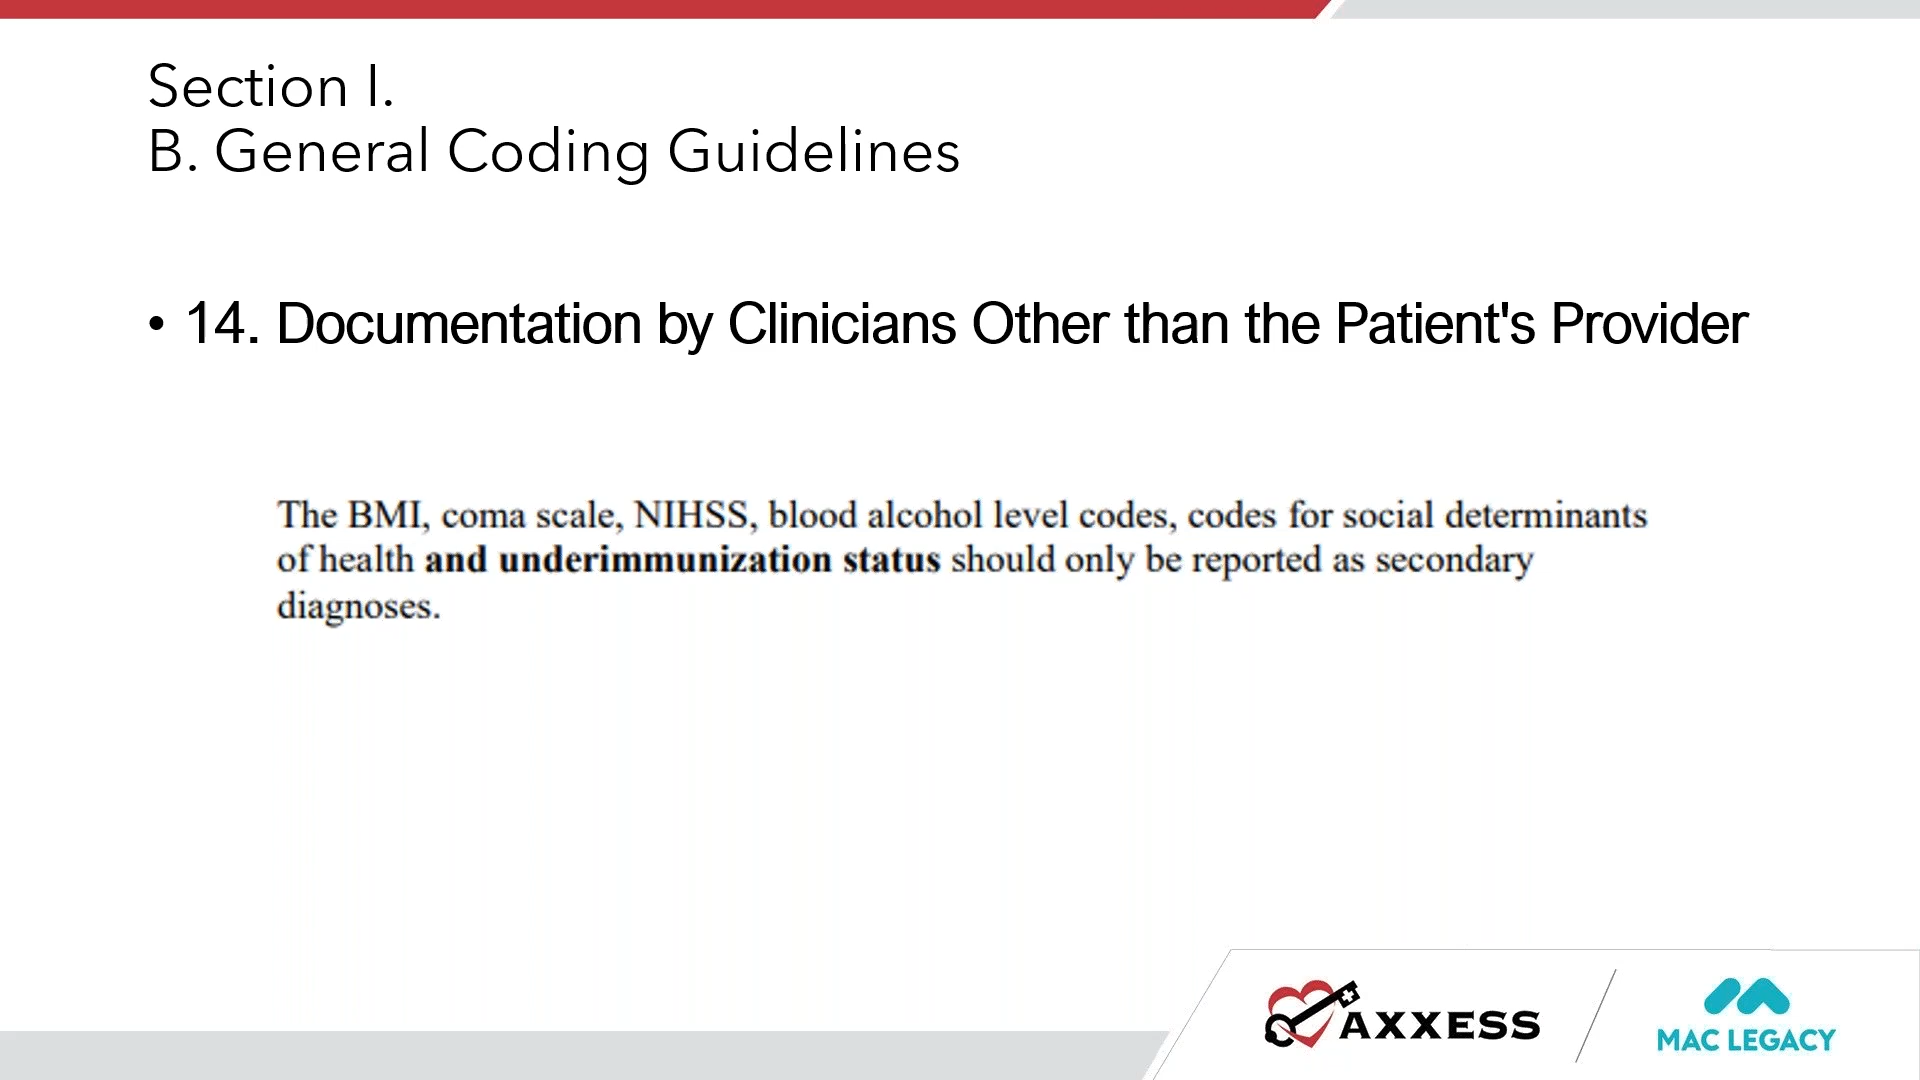 Section I.
B. General Coding Guidelines
• 14. Documentation by Clinicians Other than the Patient's Provider
The BMI, coma scale, NIHSS, blood alcohol level codes, codes for social determinants
of health and underimmunization status should only be reported as secondary
diagnoses.
AXXESS
MAC LEGACY